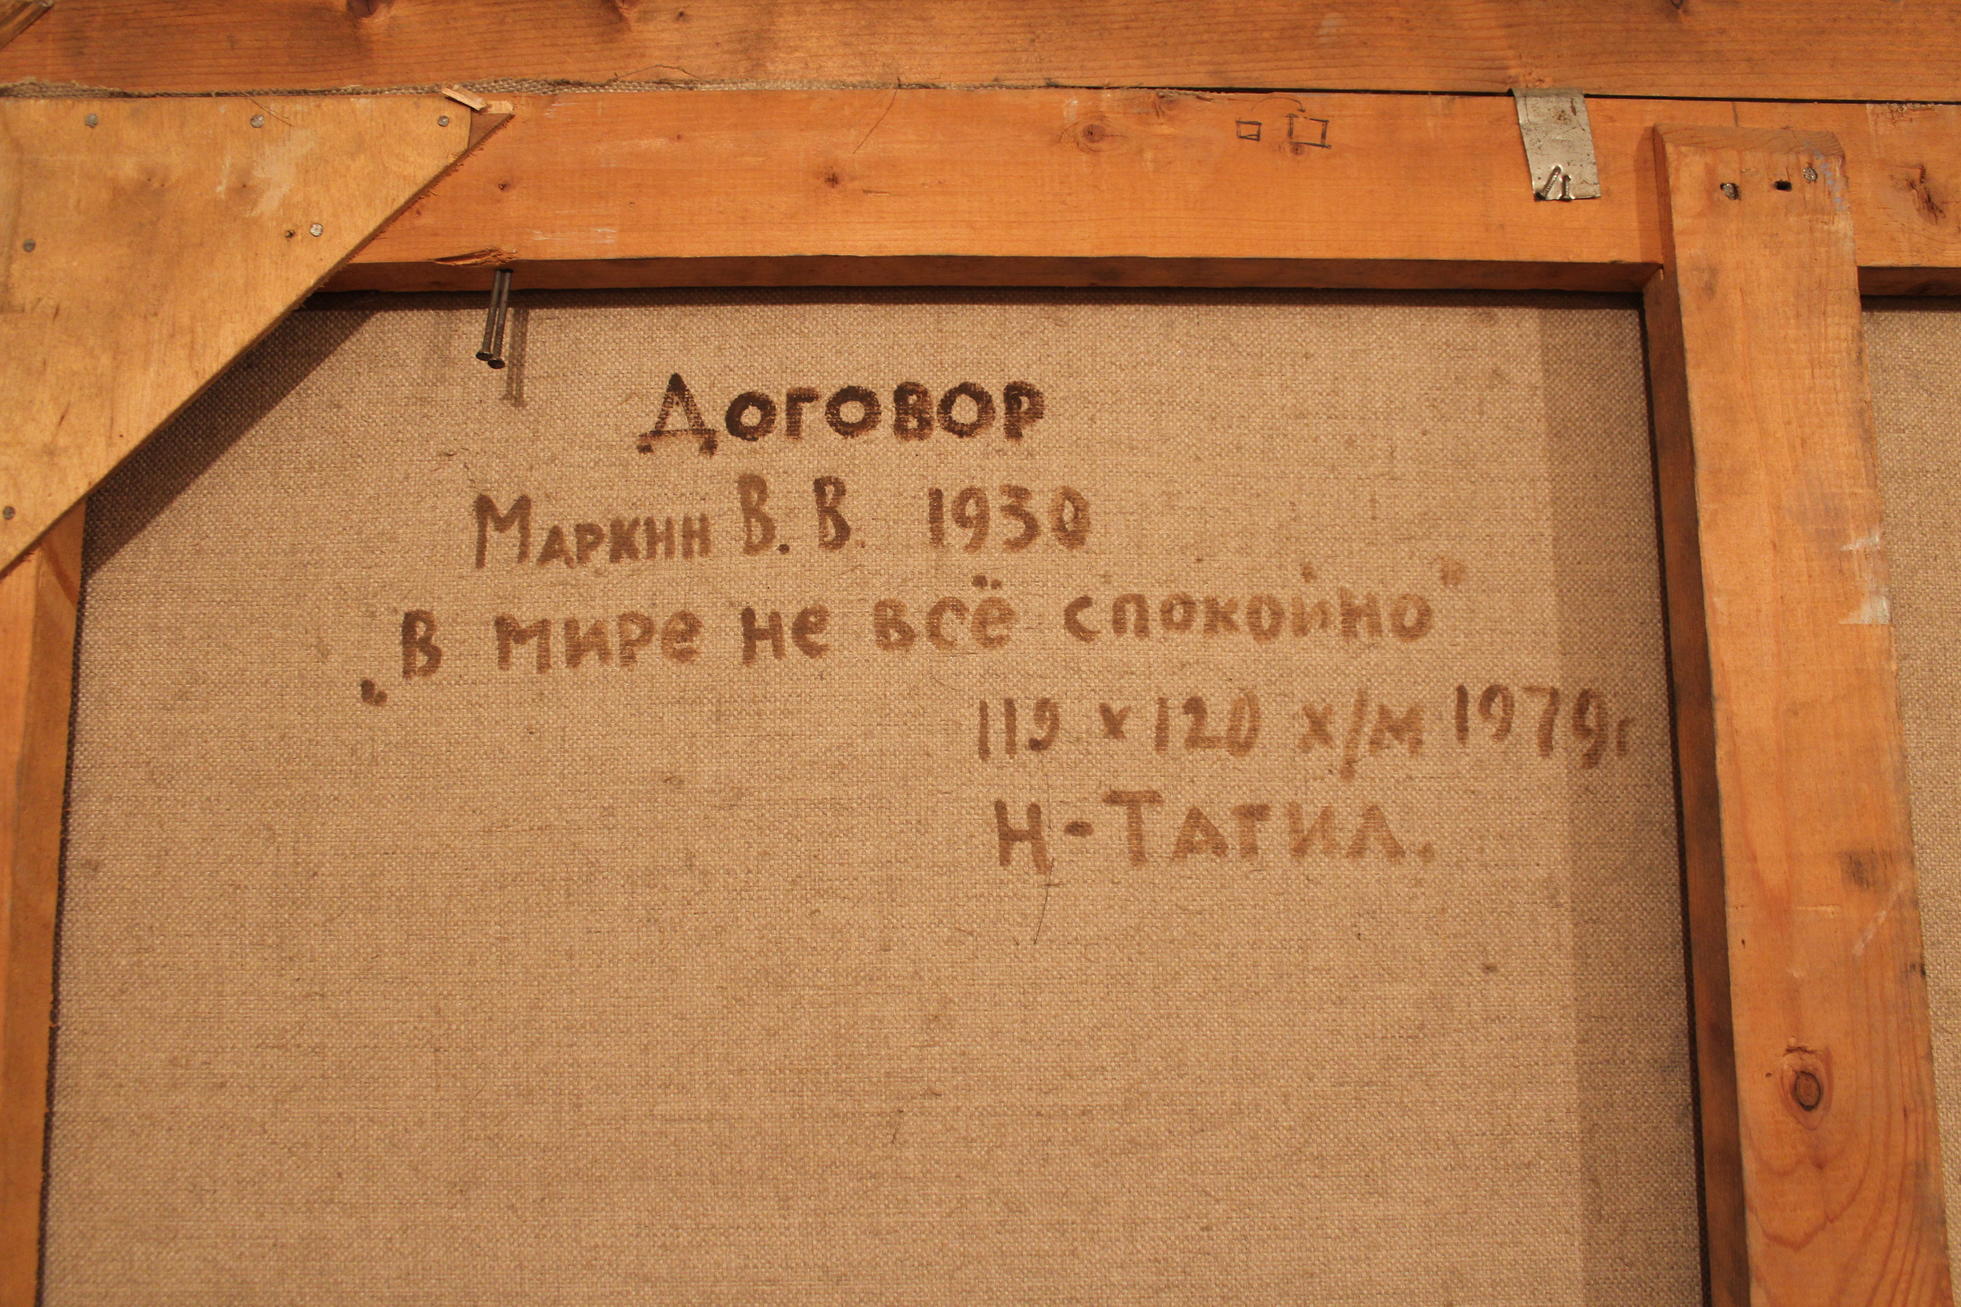 Договор
Маркин В. В. 1930
„В мире не всё спокойно"
119 х 120 х/м 1979г
Н-Тагил.